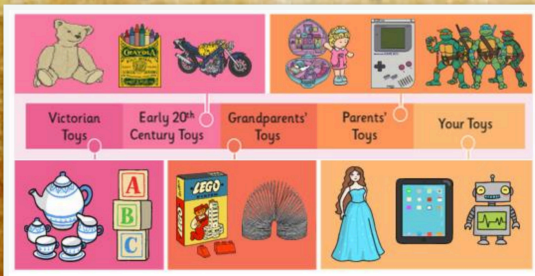 CRAYOLA
Victorian
Toys
Early 20th
Century Toys
Grandparents'
Toys
Parents'
Toys
Your Toys
A
B
C
LEGO